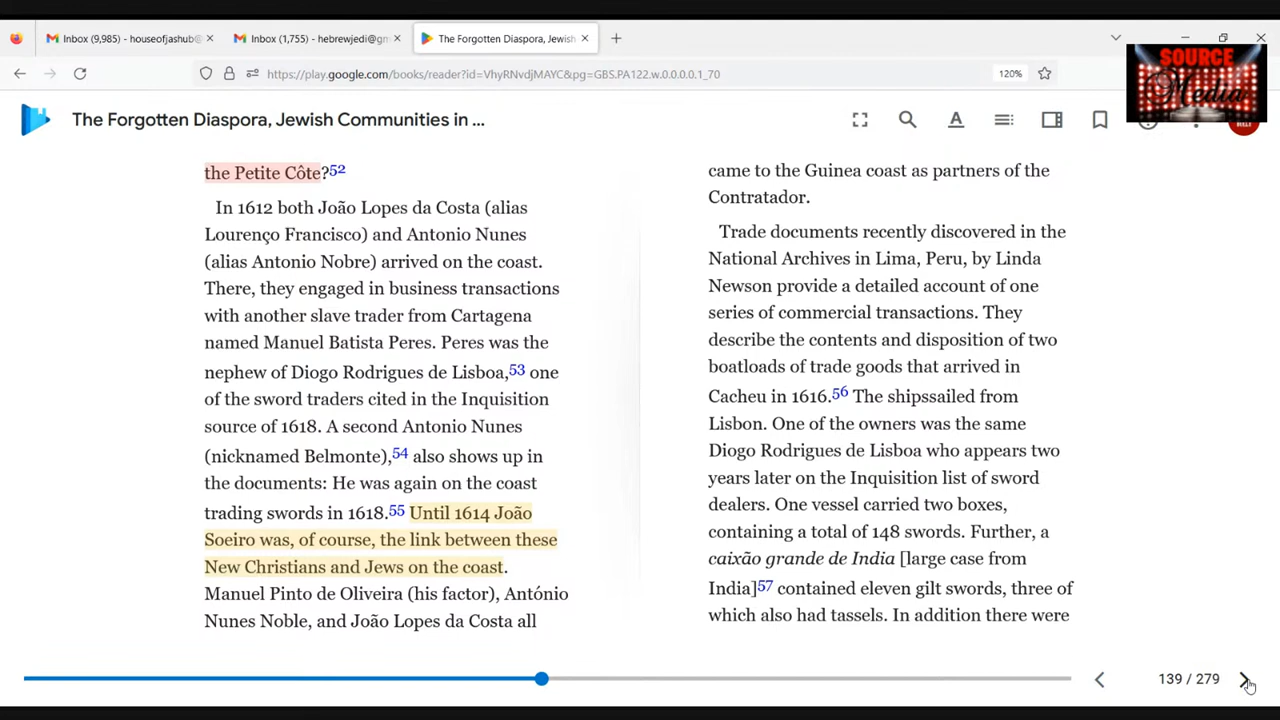 Inbox (9,985) - houseofjashub@
Inbox (1,755) - hebrewjedi@gm
The Forgotten Diaspora, Jewish
https://play.google.com/books/reader?id=VhyRNvdjMAYC&pg=GBS.PA122.w.0.0.0.0.1_70
120%
SOURCE
Media
The Forgotten Diaspora, Jewish Communities in ...
the Petite Côte?52
In 1612 both João Lopes da Costa (alias
Lourenço Francisco) and Antonio Nunes
(alias Antonio Nobre) arrived on the coast.
There, they engaged in business transactions
with another slave trader from Cartagena
named Manuel Batista Peres. Peres was the
nephew of Diogo Rodrigues de Lisboa,53 one
of the sword traders cited in the Inquisition
source of 1618. A second Antonio Nunes
(nicknamed Belmonte),54 also shows up in
the documents: He was again on the coast
trading swords in 1618.55 Until 1614 João
Soeiro was, of course, the link between these
New Christians and Jews on the coast.
Manuel Pinto de Oliveira (his factor), António
Nunes Noble, and João Lopes da Costa all
came to the Guinea coast as partners of the
Contratador.
Trade documents recently discovered in the
National Archives in Lima, Peru, by Linda
Newson provide a detailed account of one
series of commercial transactions. They
describe the contents and disposition of two
boatloads of trade goods that arrived in
Cacheu in 1616.56 The shipssailed from
Lisbon. One of the owners was the same
Diogo Rodrigues de Lisboa who appears two
years later on the Inquisition list of sword
dealers. One vessel carried two boxes,
containing a total of 148 swords. Further, a
caixão grande de India []large case from
India]57 contained eleven gilt swords, three of
which also had tassels. In addition there were
139 / 279